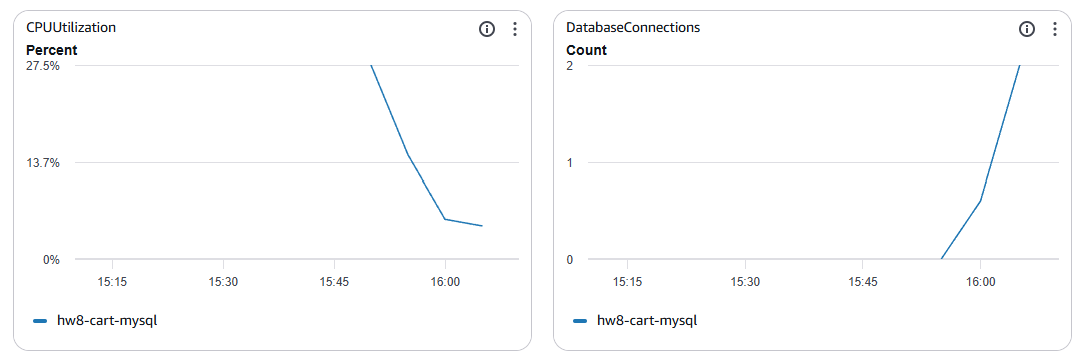 CPUUtilization
Percent
27.5%
13.7%
0%
15:15 15:30 15:45 16:00
hw8-cart-mysql
DatabaseConnections
Count
2
1
0
15:15 15:30 15:45 16:00
hw8-cart-mysql